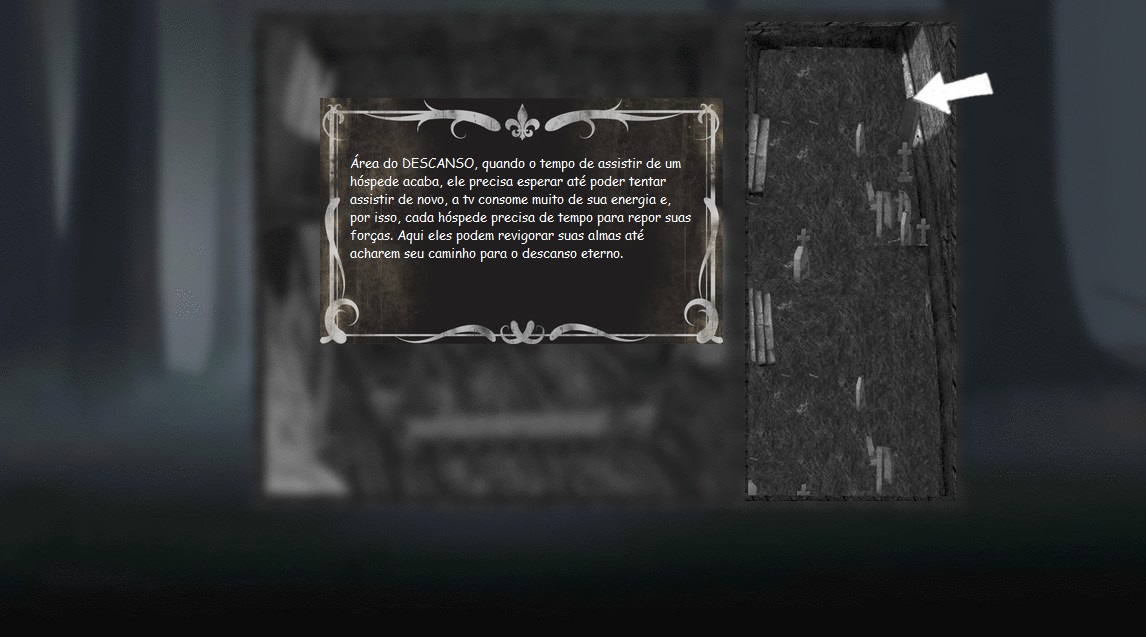 Área do DESCANSO, quando o tempo de assistir de um
hóspede acaba, ele precisa esperar até poder tentar
assistir de novo, a tv consome muito de sua energia e,
por isso, cada hóspede precisa de tempo para repor suas
forças. Aqui eles podem revigorar suas almas até
acharem seu caminho para o descanso eterno.